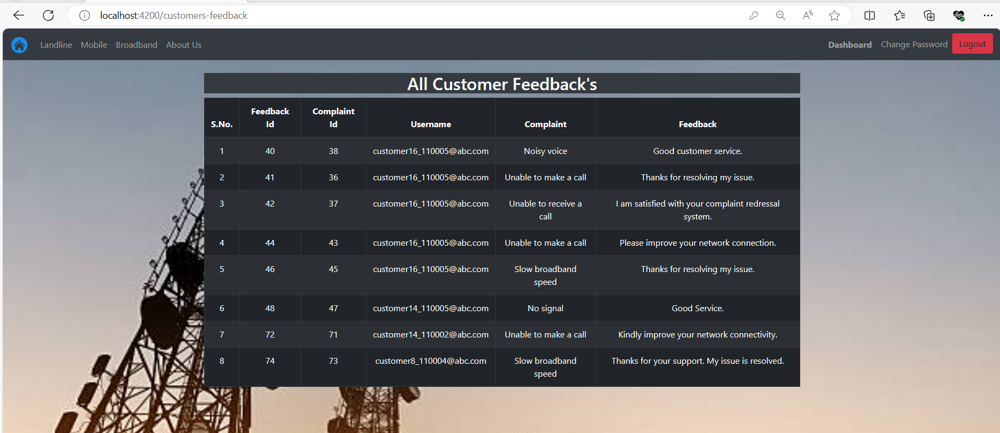 localhost:4200/customers-feedback
Landline Mobile Broadband About Us Dashboard Change Password Logout
All Customer Feedback's
S.No. Feedback Id Complaint Id Username Complaint Feedback
1 40 38 customer16_110005@abc.com Noisy voice Good customer service.
2 41 36 customer16_110005@abc.com Unable to make a call Thanks for resolving my issue.
3 42 37 customer16_110005@abc.com Unable to receive a call I am satisfied with your complaint redressal system.
4 44 43 customer16_110005@abc.com Unable to make a call Please improve your network connection.
5 46 45 customer16_110005@abc.com Slow broadband speed Thanks for resolving my issue.
6 48 47 customer14_110005@abc.com No signal Good Service.
7 72 71 customer14_110002@abc.com Unable to make a call Kindly improve your network connectivity.
8 74 73 customer8_110004@abc.com Slow broadband speed Thanks for your support. My issue is resolved.